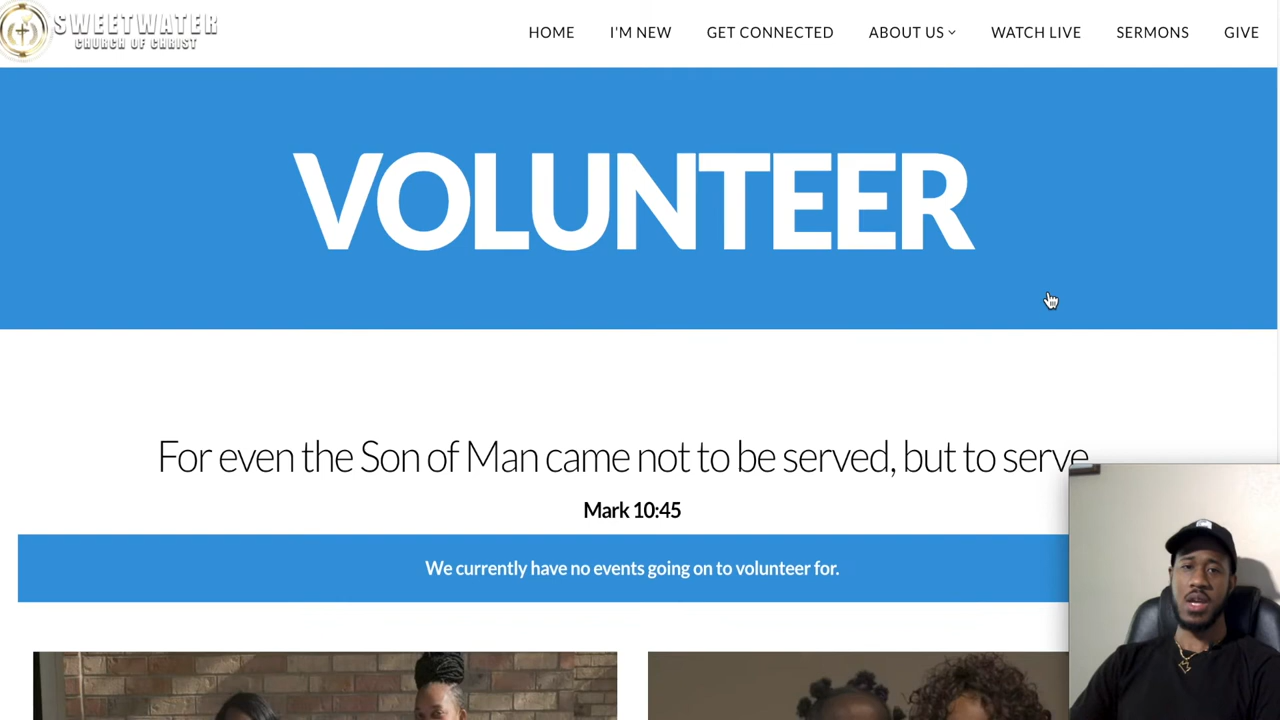 SWEETWATER
CHURCH OF CHRIST
HOME I'M NEW GET CONNECTED ABOUT US WATCH LIVE SERMONS GIVE
VOLUNTEER
For even the Son of Man came not to be served, but to serve
Mark 10:45
We currently have no events going on to volunteer for.